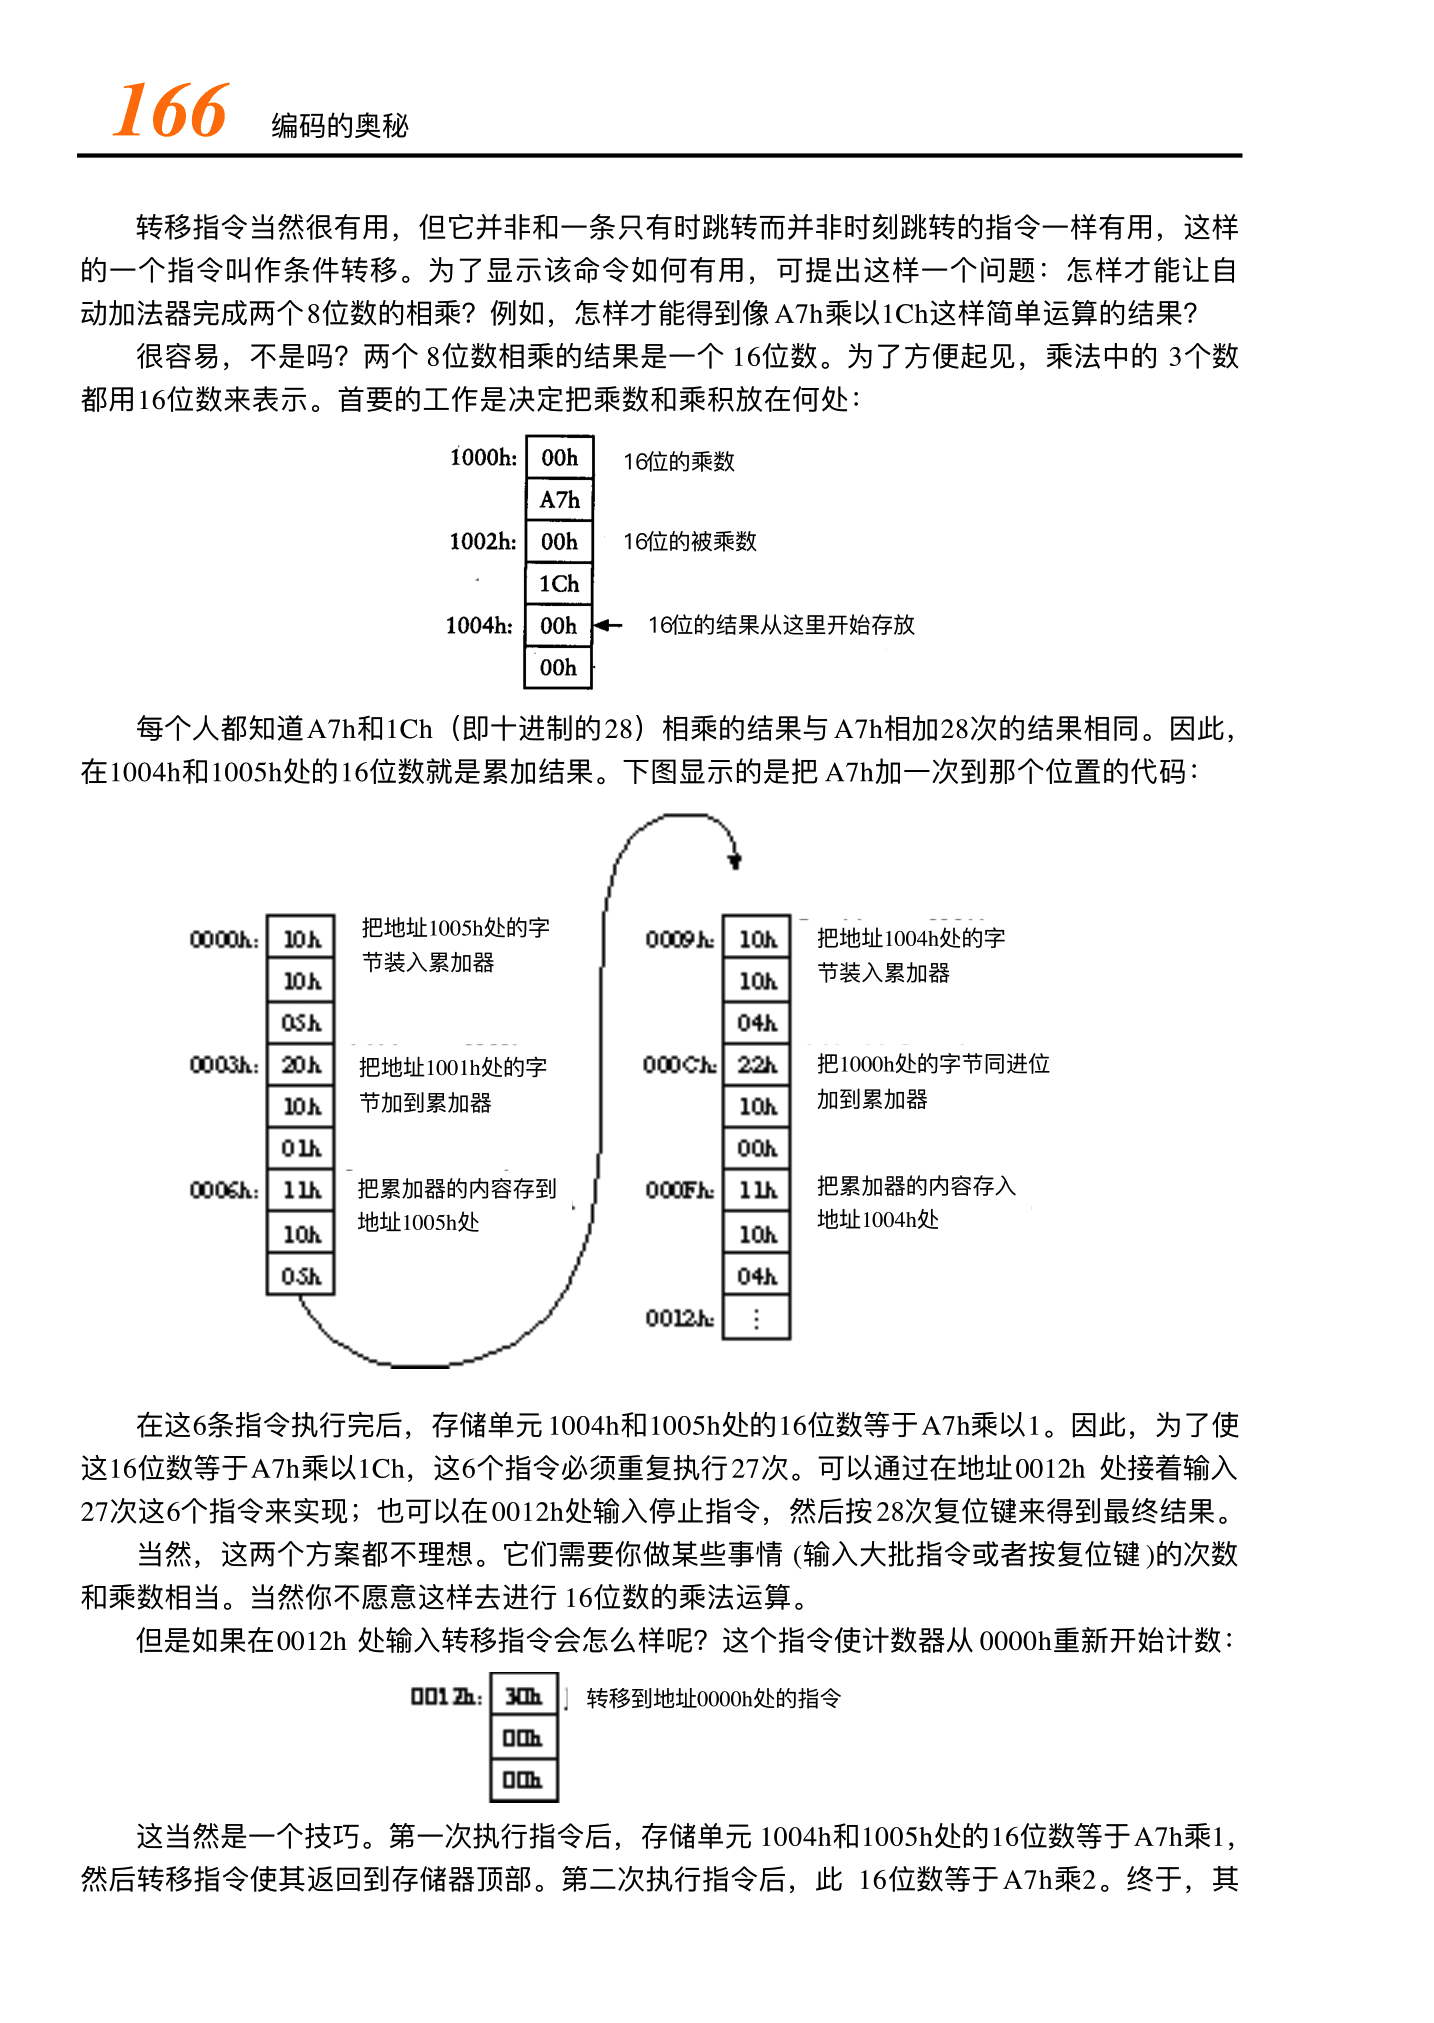 166 编码的奥秘
转移指令当然很有用，但它并非和一条只有时跳转而并非时刻跳转的指令一样有用，这样
的一个指令叫作条件转移。为了显示该命令如何有用，可提出这样一个问题：怎样才能让自
动加法器完成两个8位数的相乘？例如，怎样才能得到像A7h乘以1Ch这样简单运算的结果？
很容易，不是吗？两个8位数相乘的结果是一个16位数。为了方便起见，乘法中的3个数
都用16位数来表示。首要的工作是决定把乘数和乘积放在何处：
1000h: 00h 16位的乘数
A7h
1002h: 00h 16位的被乘数
1Ch
1004h: 00h 16位的结果从这里开始存放
00h
每个人都知道A7h和1Ch（即十进制的28）相乘的结果与A7h相加28次的结果相同。因此，
在1004h和1005h处的16位数就是累加结果。下图显示的是把A7h加一次到那个位置的代码：
0000h: 10h 把地址1005h处的字
节装入累加器
10h
05h
0003h: 20h 把地址1001h处的字
节加到累加器
10h
01h
0006h: 11h 把累加器的内容存到
地址1005h处
10h
05h
0009h: 10h 把地址1004h处的字
节装入累加器
10h
04h
000Ch: 22h 把1000h处的字节同进位
加到累加器
10h
00h
000Fh: 11h 把累加器的内容存入
地址1004h处
10h
04h
0012h: ⋮
在这6条指令执行完后，存储单元1004h和1005h处的16位数等于A7h乘以1。因此，为了使
这16位数等于A7h乘以1Ch，这6个指令必须重复执行27次。可以通过在地址0012h 处接着输入
27次这6个指令来实现；也可以在0012h处输入停止指令，然后按28次复位键来得到最终结果。
当然，这两个方案都不理想。它们需要你做某些事情(输入大批指令或者按复位键)的次数
和乘数相当。当然你不愿意这样去进行16位数的乘法运算。
但是如果在0012h 处输入转移指令会怎么样呢？这个指令使计数器从0000h重新开始计数：
0012h: 30h 转移到地址0000h处的指令
00h
00h
这当然是一个技巧。第一次执行指令后，存储单元1004h和1005h处的16位数等于A7h乘1，
然后转移指令使其返回到存储器顶部。第二次执行指令后，此 16位数等于A7h乘2。终于，其